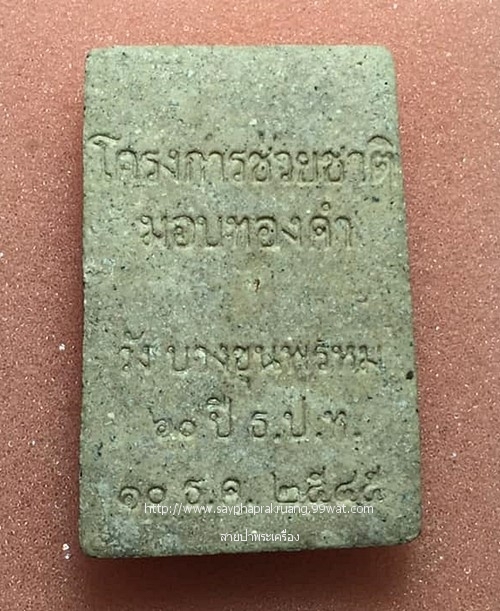 โครงการช่วยชาติ
มอบทองคำ
วัง บางขุนพรหม
๖๐ ปี ธ.ป.ท.
๑๐ ธ.ค. ๒๕๔๕
http://www.sayphaprakruang.99wat.com
สายป่าพระเครื่อง